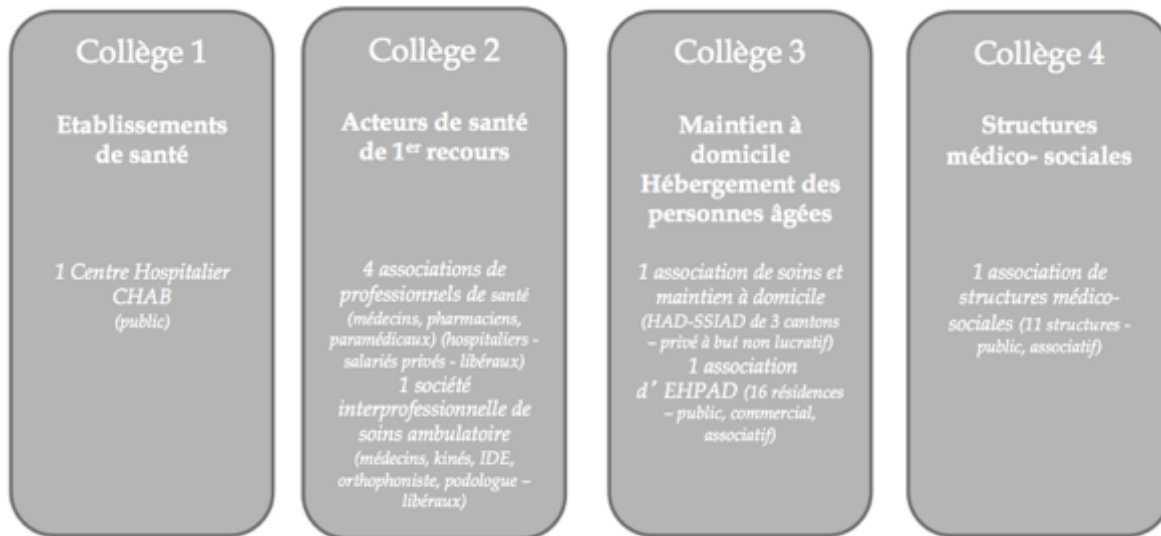 Collège 1
Etablissements
de santé
1 Centre Hospitalier
CHAB
(public)
Collège 2
Acteurs de santé
de 1er recours
4 associations de
professionnels de santé
(médecins, pharmaciens,
paramédicaux) (hospitaliers -
salariés privés - libéraux)
1 société
interprofessionnelle de
soins ambulatoire
(médecins, kinés, IDE,
orthophoniste, podologue –
libéraux)
Collège 3
Maintien à
domicile
Hébergement des
personnes âgées
1 association de soins et
maintien à domicile
(HAD-SSIAD de 3 cantons
– privé à but non lucratif)
1 association
d' EHPAD (16 résidences
– public, commercial,
associatif)
Collège 4
Structures
médico- sociales
1 association de
structures médico-
sociales (11 structures -
public, associatif)